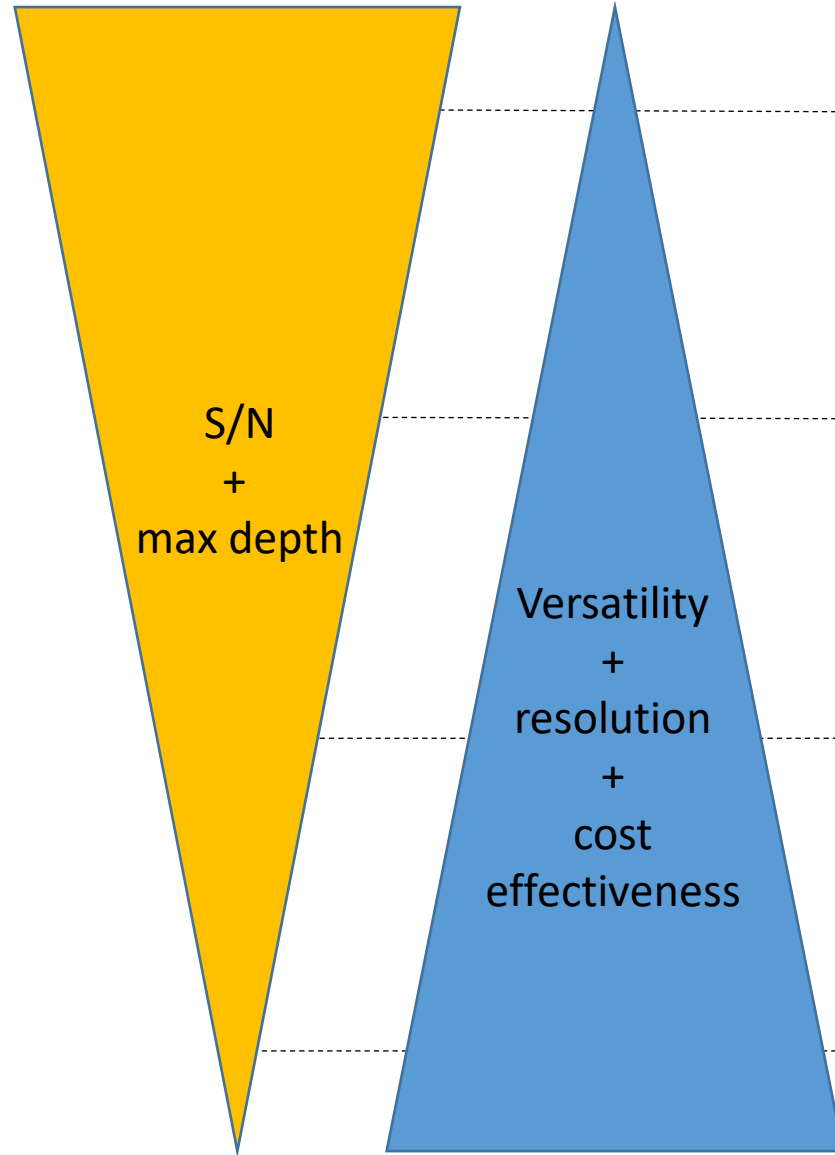 S/N
+
max depth
Versatility
+
resolution
+
cost
effectiveness